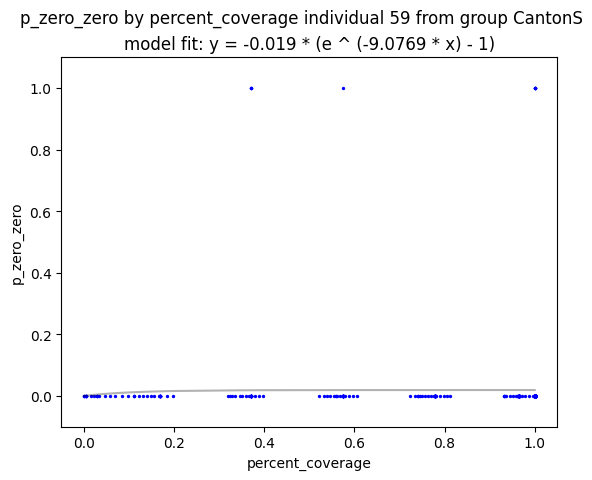 p_zero_zero by percent_coverage individual 59 from group CantonS
model fit: y = -0.019 * (e ^ (-9.0769 * x) - 1)
1.0
0.8
0.6
0.4
0.2
0.0
p_zero_zero
0.0 0.2 0.4 0.6 0.8 1.0
percent_coverage